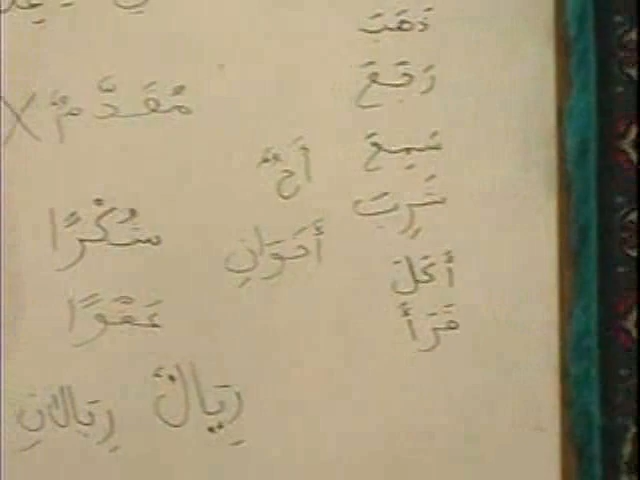 ذَهَبَ
سَمِعَ
شَرِبَ
أَكَلَ
قَرَأَ
أَخٌ
أَخَوَانِ
مُقَدَّمٌ X
شُكْرًا
عَفْوًا
رِيَالٌ رِيَالَانِ